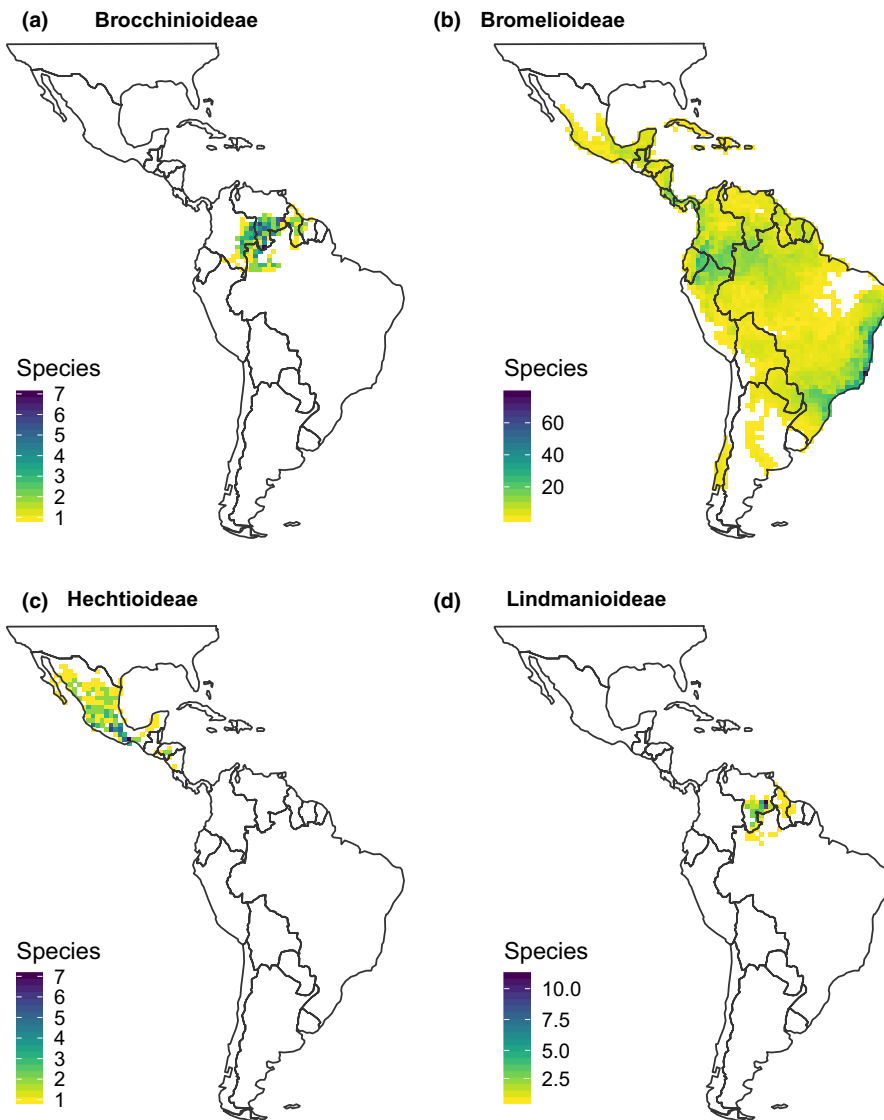 (a) Brocchinioideae
(b) Bromelioideae
Species
7
6
5
4
3
2
1
Species
60
40
20
(c) Hechtioideae
(d) Lindmanioideae
Species
7
6
5
4
3
2
1
Species
10.0
7.5
5.0
2.5